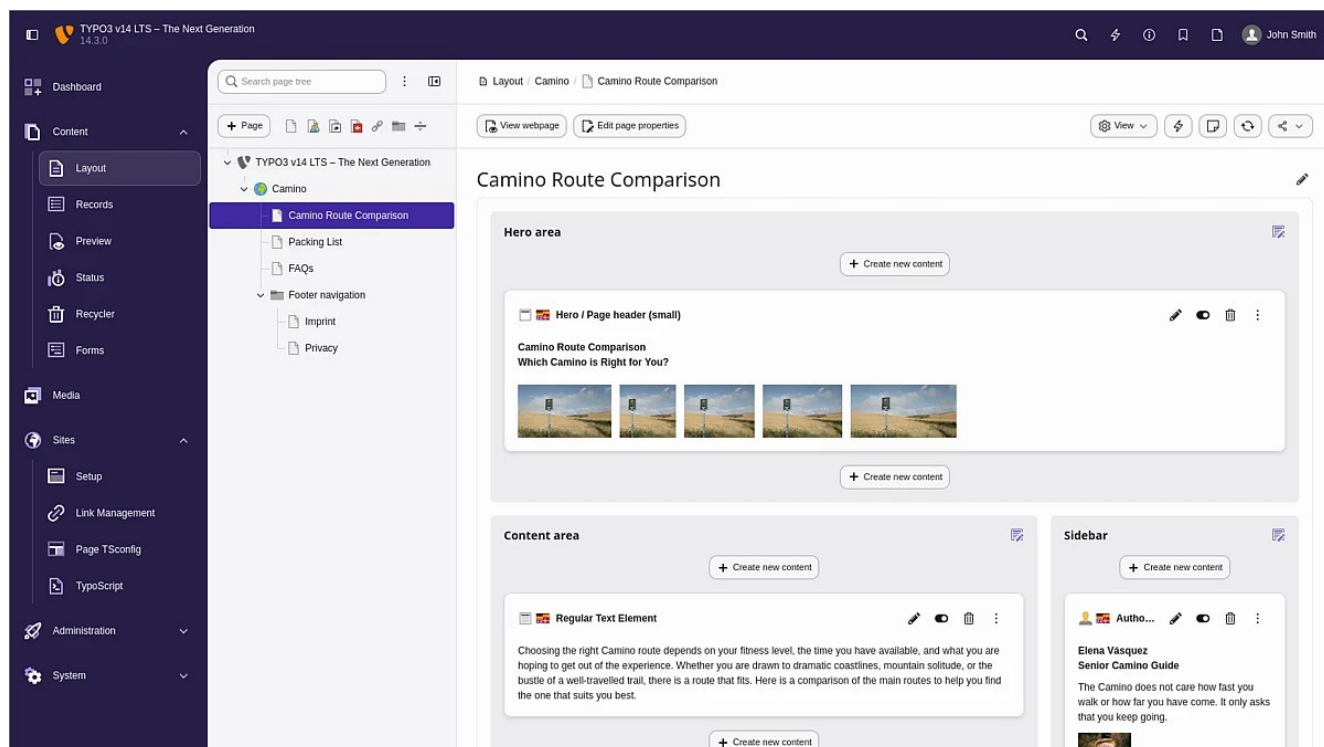 TYPO3 v14 LTS – The Next Generation
14.3.0
John Smith
Dashboard
Content
Layout
Records
Preview
Status
Recycler
Forms
Media
Sites
Setup
Link Management
Page TSconfig
TypoScript
Administration
System
Search page tree
+ Page
TYPO3 v14 LTS – The Next Generation
Camino
Camino Route Comparison
Packing List
FAQs
Footer navigation
Imprint
Privacy
Layout / Camino / Camino Route Comparison
View webpage
Edit page properties
View
Camino Route Comparison
Hero area
+ Create new content
Hero / Page header (small)
Camino Route Comparison
Which Camino is Right for You?
+ Create new content
Content area
+ Create new content
Regular Text Element
Choosing the right Camino route depends on your fitness level, the time you have available, and what you are
hoping to get out of the experience. Whether you are drawn to dramatic coastlines, mountain solitude, or the
bustle of a well-travelled trail, there is a route that fits. Here is a comparison of the main routes to help you find
the one that suits you best.
+ Create new content
Sidebar
+ Create new content
Autho...
Elena Vásquez
Senior Camino Guide
The Camino does not care how fast you
walk or how far you have come. It only asks
that you keep going.